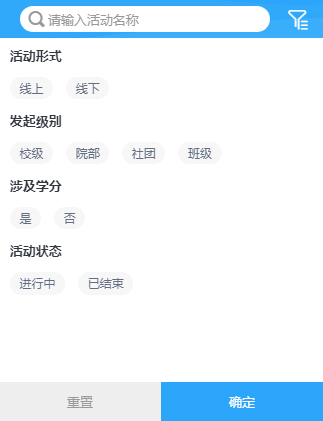 请输入活动名称
活动形式
线上 线下
发起级别
校级 院部 社团 班级
涉及学分
是 否
活动状态
进行中 已结束
重置 确定